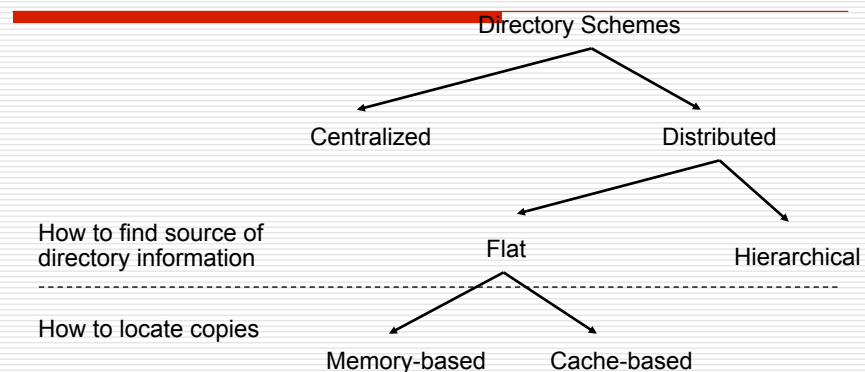 Directory Schemes
Centralized
Distributed
How to find source of
directory information
Flat
Hierarchical
How to locate copies
Memory-based
Cache-based